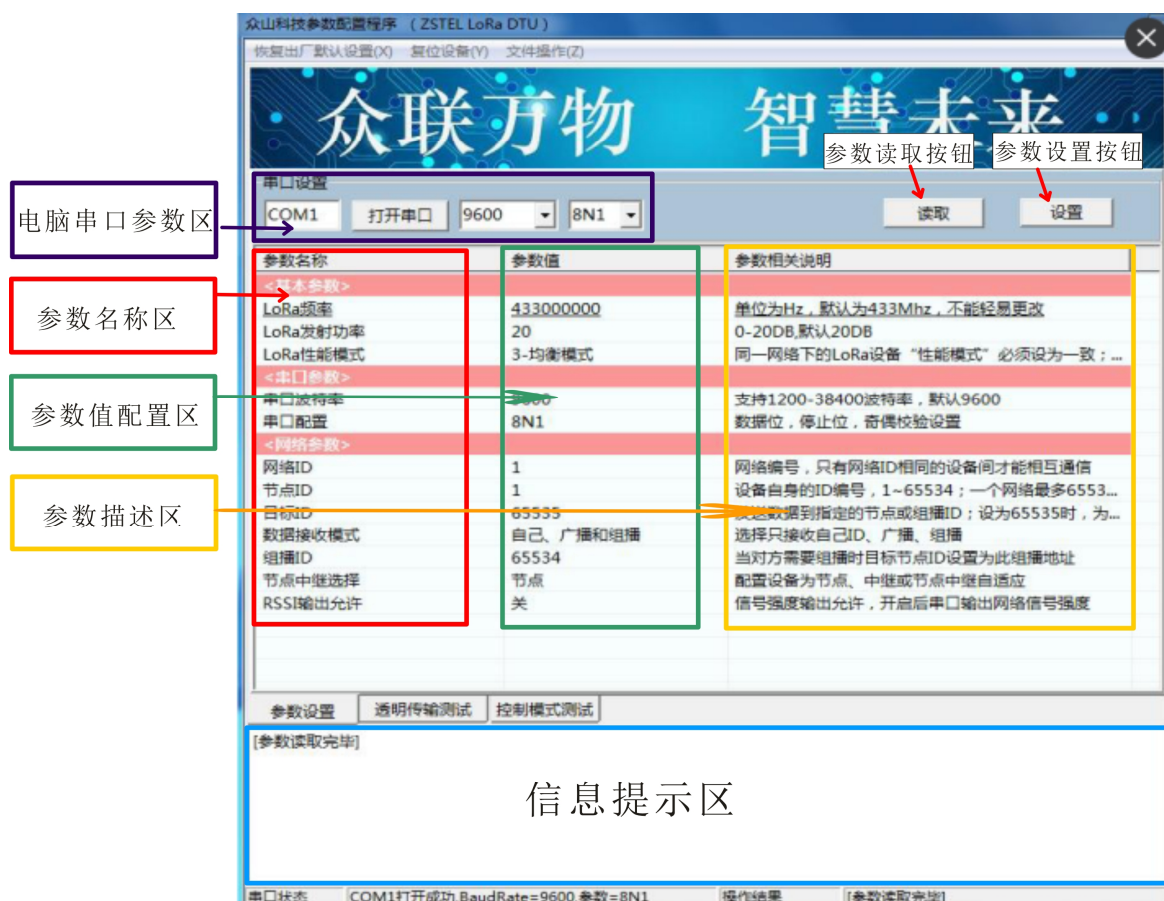 众山科技参数配置程序 （ZSTEL LoRa DTU）
恢复出厂默认设置(X) 复位设备(Y) 文件操作(Z)
众联万物 智慧未来
参数读取按钮 参数设置按钮
串口设置
电脑串口参数区
COM1 打开串口 9600 8N1 读取 设置
参数名称 参数值 参数相关说明
<基本参数>
参数名称区
LoRa频率 433000000 单位为Hz，默认为433Mhz，不能轻易更改
LoRa发射功率 20 0-20DB,默认20DB
LoRa性能模式 3-均衡模式 同一网络下的LoRa设备“性能模式”必须设为一致；...
<串口参数>
参数值配置区
串口波特率 9600 支持1200-38400波特率，默认9600
串口配置 8N1 数据位，停止位，奇偶校验设置
<网络参数>
网络ID 1 网络编号，只有网络ID相同的设备间才能相互通信
节点ID 1 设备自身的ID编号，1~65534；一个网络最多6553...
参数描述区
目标ID 65535 发送数据到指定的节点或组播ID；设为65535时，为...
数据接收模式 自己、广播和组播 选择只接收自己ID、广播、组播
组播ID 65534 当对方需要组播时目标节点ID设置为此组播地址
节点中继选择 节点 配置设备为节点、中继或节点中继自适应
RSSI输出允许 关 信号强度输出允许，开启后串口输出网络信号强度
参数设置 透明传输测试 控制模式测试
[参数读取完毕]
信息提示区
串口状态 COM1打开成功,BaudRate=9600 参数=8N1 操作结果 [参数读取完毕]